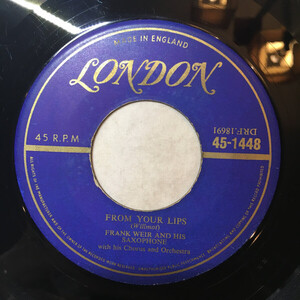 MADE IN ENGLAND
LONDON
45 R.P.M
DRF.18691
45-1448
FROM YOUR LIPS
(Willmot)
FRANK WEIR AND HIS
SAXOPHONE
with his Chorus and Orchestra